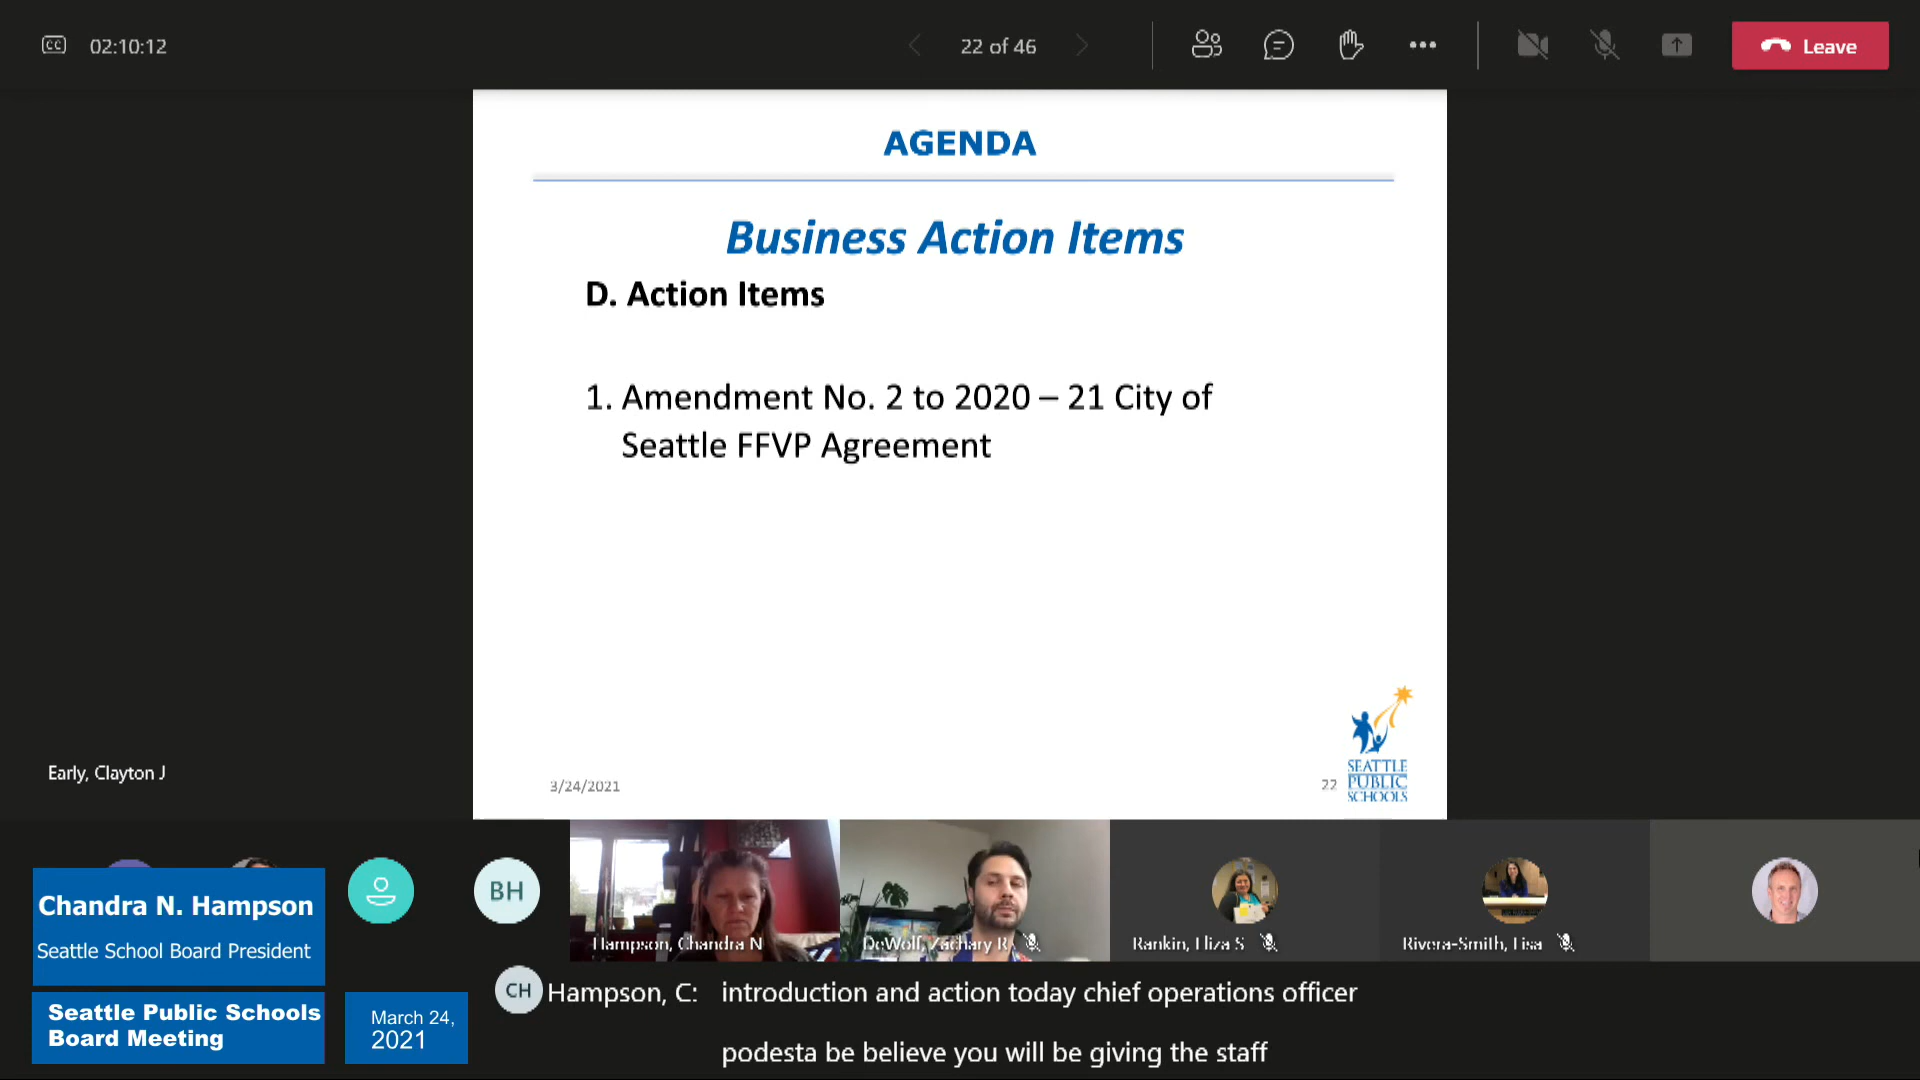 CC 02:10:12
22 of 46
Leave
AGENDA
Business Action Items
D. Action Items
1. Amendment No. 2 to 2020 – 21 City of
Seattle FFVP Agreement
Early, Clayton J
3/24/2021
22
SEATTLE
PUBLIC
SCHOOLS
Chandra N. Hampson
Seattle School Board President
BH
Hampson, Chandra N
DeWolf, Zachary R
Rankin, Eliza S
Rivera-Smith, Lisa
Seattle Public Schools
Board Meeting
March 24,
2021
CH Hampson, C: introduction and action today chief operations officer
podesta be believe you will be giving the staff